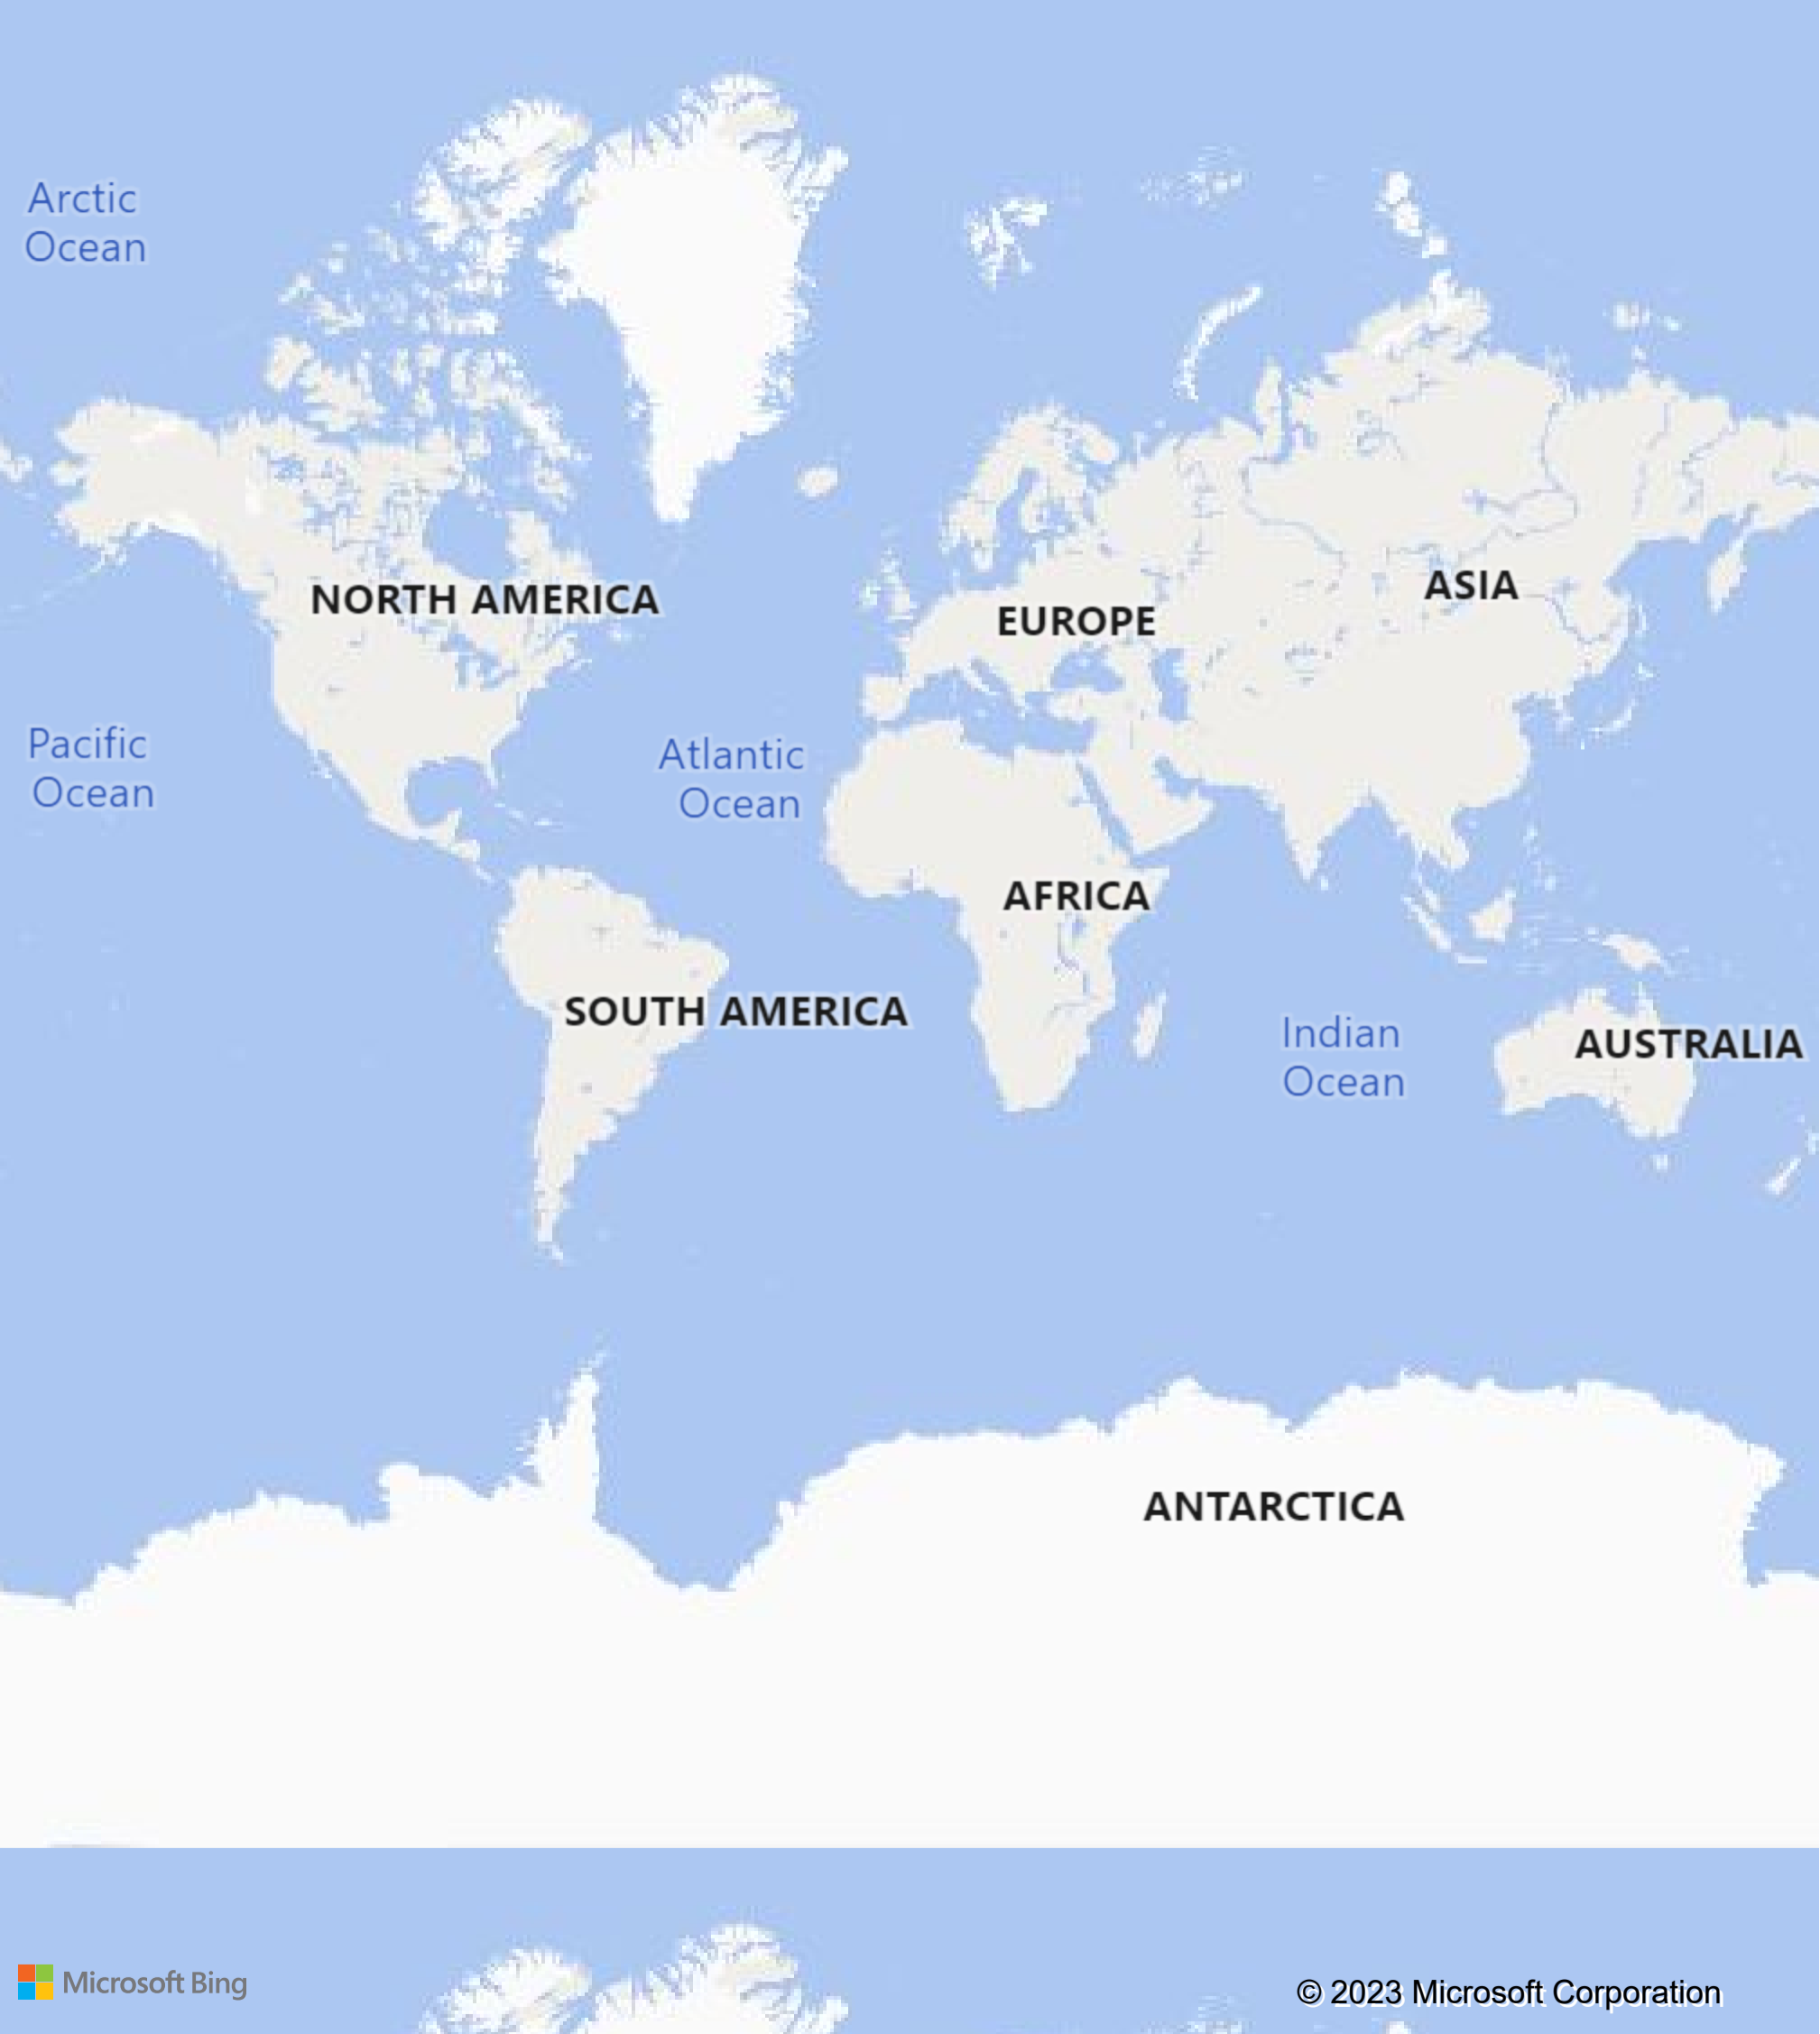 Arctic
Ocean
NORTH AMERICA
ASIA
EUROPE
Pacific
Ocean
Atlantic
Ocean
AFRICA
SOUTH AMERICA
Indian
Ocean
AUSTRALIA
ANTARCTICA
Microsoft Bing
© 2023 Microsoft Corporation